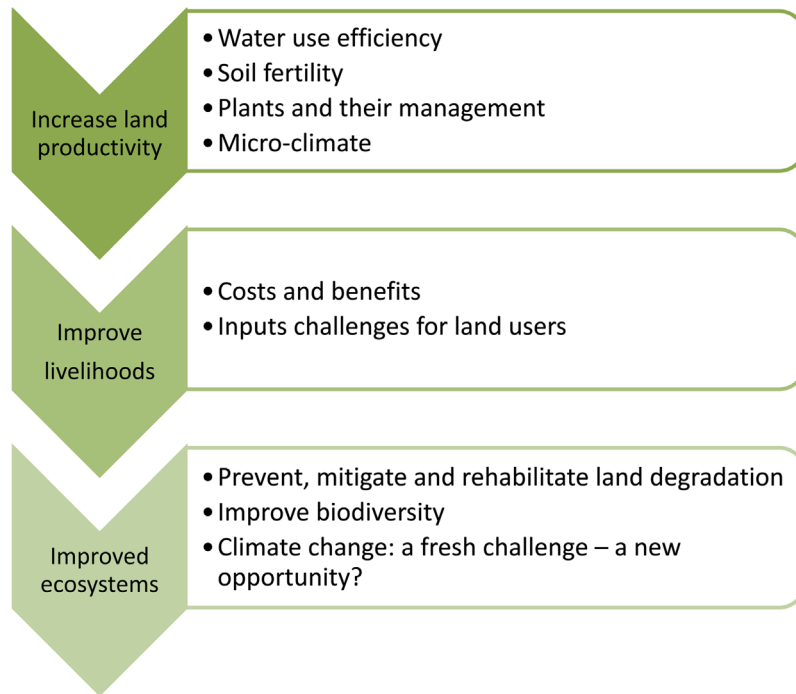 Increase land
productivity
• Water use efficiency
• Soil fertility
• Plants and their management
• Micro-climate
Improve
livelihoods
• Costs and benefits
• Inputs challenges for land users
Improved
ecosystems
• Prevent, mitigate and rehabilitate land degradation
• Improve biodiversity
• Climate change: a fresh challenge – a new
opportunity?